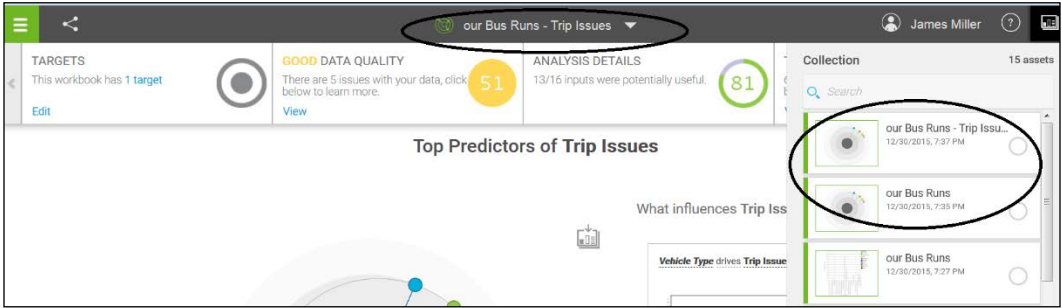 our Bus Runs - Trip Issues
James Miller
?
TARGETS
This workbook has 1 target
Edit
GOOD DATA QUALITY
There are 5 issues with your data, click
below to learn more.
View
51
ANALYSIS DETAILS
13/16 inputs were potentially useful.
81
Collection
15 assets
Search
our Bus Runs - Trip Issu...
12/30/2015, 7:37 PM
our Bus Runs
12/30/2015, 7:35 PM
our Bus Runs
12/30/2015, 7:27 PM
Top Predictors of Trip Issues
What influences Trip Iss
Vehicle Type drives Trip Issue